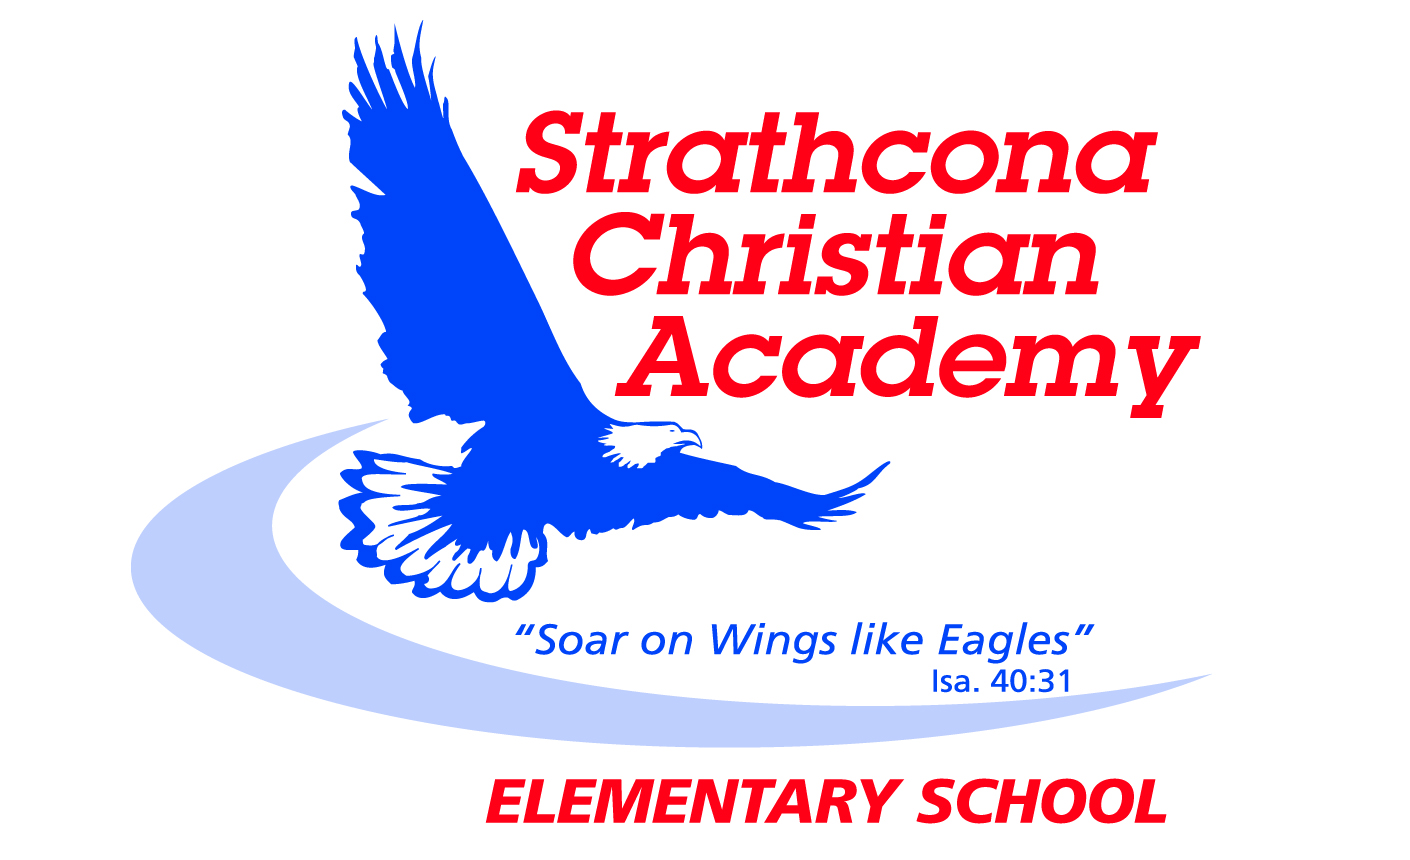 Strathcona
Christian
Academy
“Soar on Wings like Eagles”
Isa. 40:31
ELEMENTARY SCHOOL